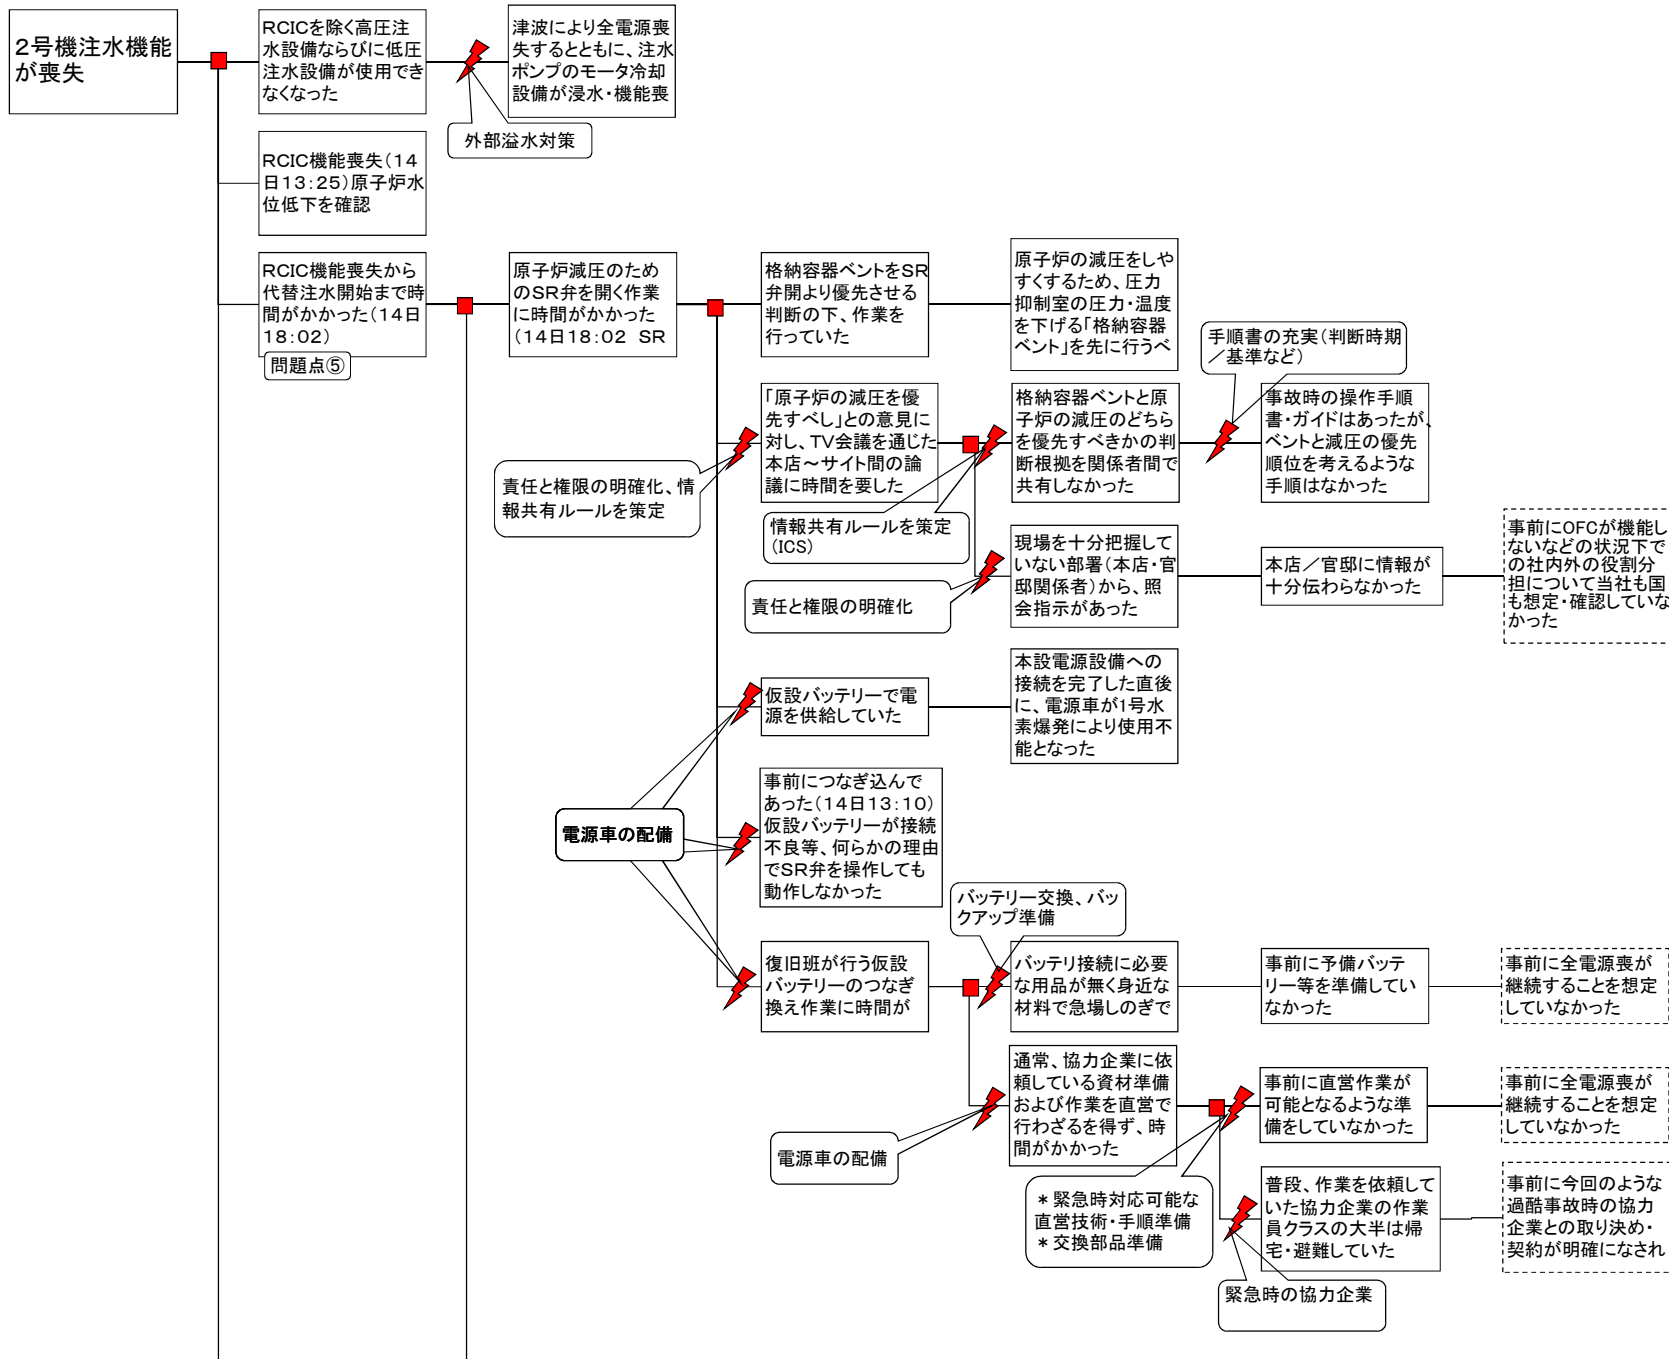 2号機注水機能
が喪失
RCICを除く高圧注
水設備ならびに低圧
注水設備が使用でき
なくなった
津波により全電源喪
失するとともに、注水
ポンプのモータ冷却
設備が浸水・機能喪
外部溢水対策
RCIC機能喪失(14
日13:25)原子炉水
位低下を確認
RCIC機能喪失から
代替注水開始まで時
間がかかった(14日
18:02)
問題点⑤
原子炉減圧のため
のSR弁を開く作業
に時間がかかった
(14日18:02 SR
格納容器ベントをSR
弁開より優先させる
判断の下、作業を
行っていた
原子炉の減圧をしや
すくするため、圧力
抑制室の圧力・温度
を下げる「格納容器
ベント」を先に行うべ
手順書の充実(判断時期
/基準など)
「原子炉の減圧を優
先すべし」との意見に
対し、TV会議を通じた
本店~サイト間の論
議に時間を要した
責任と権限の明確化、情
報共有ルールを策定
格納容器ベントと原
子炉の減圧のどちら
を優先すべきかの判
断根拠を関係者間で
共有しなかった
情報共有ルールを策定
(ICS)
事故時の操作手順
書・ガイドはあったが、
ベントと減圧の優先
順位を考えるような
手順はなかった
現場を十分把握して
いない部署(本店・官
邸関係者)から、照
会指示があった
責任と権限の明確化
本店/官邸に情報が
十分伝わらなかった
事前にOFCが機能し
ないなどの状況下で
の社内外の役割分
担について当社も国
も想定・確認していな
かった
仮設バッテリーで電
源を供給していた
本設電源設備への
接続を完了した直後
に、電源車が1号水
素爆発により使用不
能となった
電源車の配備
事前につなぎ込んで
あった(14日13:10)
仮設バッテリーが接続
不良等、何らかの理由
でSR弁を操作しても
動作しなかった
バッテリー交換、バッ
クアップ準備
復旧班が行う仮設
バッテリーのつなぎ
換え作業に時間が
バッテリ接続に必要
な用品が無く身近な
材料で急場しのぎで
事前に予備バッテ
リー等を準備してい
なかった
事前に全電源喪が
継続することを想定
していなかった
通常、協力企業に依
頼している資材準備
および作業を直営で
行わざるを得ず、時
間がかかった
電源車の配備
事前に直営作業が
可能となるような準
備をしていなかった
事前に全電源喪が
継続することを想定
していなかった
*緊急時対応可能な
直営技術・手順準備
*交換部品準備
普段、作業を依頼して
いた協力企業の作業
員クラスの大半は帰
宅・避難していた
緊急時の協力企業
事前に今回のような
過酷事故時の協力
企業との取り決め・
契約が明確になされ